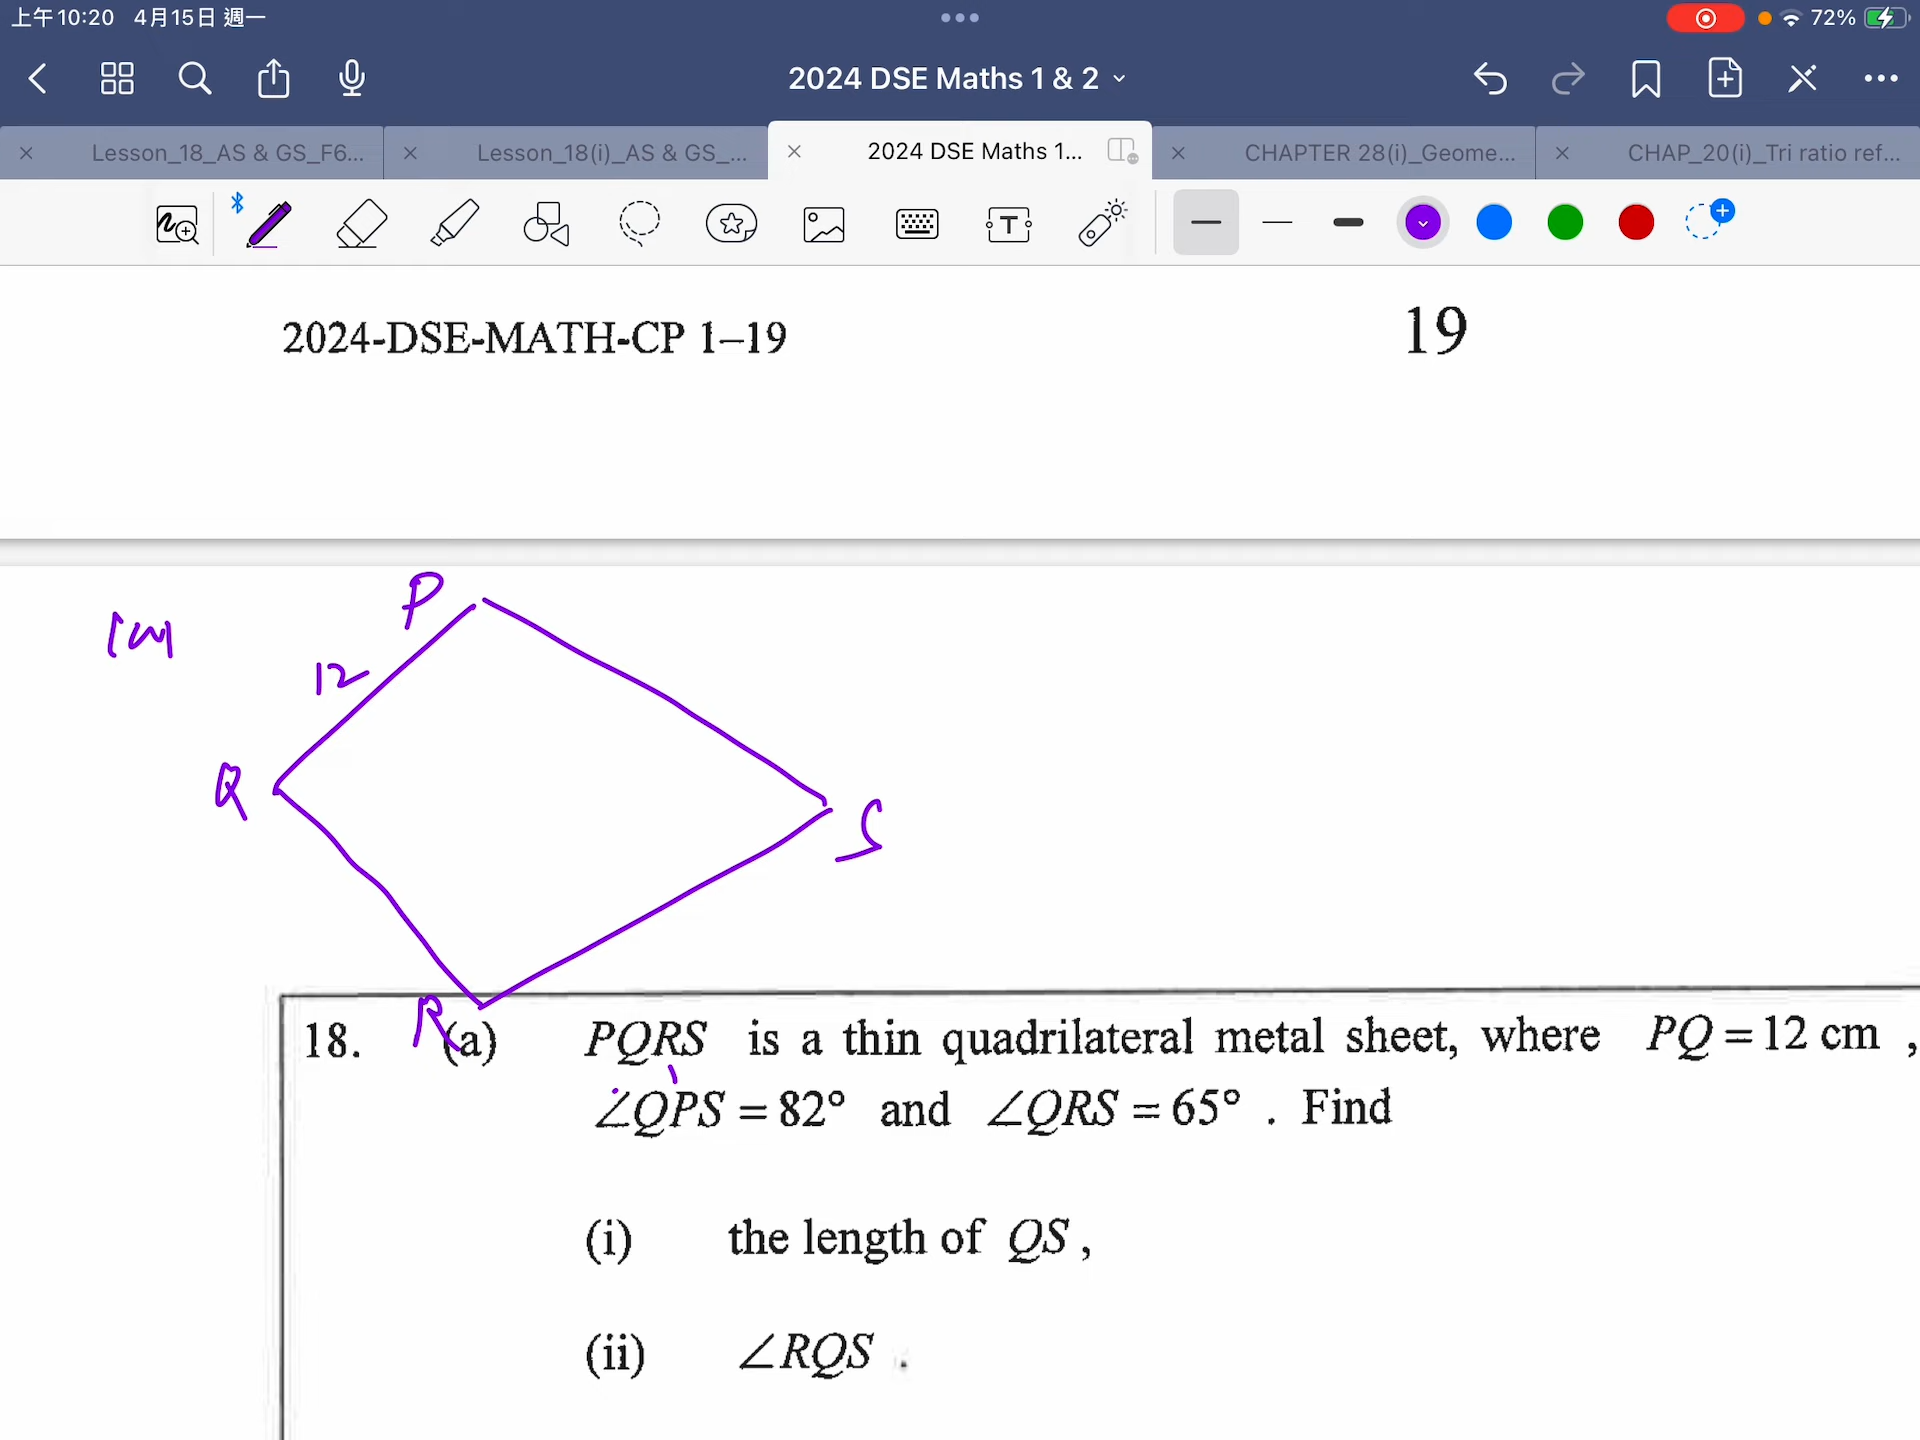 上午10:20 4月15日 週一
72%
2024 DSE Maths 1 & 2
Lesson_18_AS & GS_F6...
Lesson_18(i)_AS & GS_...
2024 DSE Maths 1...
CHAPTER 28(i)_Geome...
CHAP_20(i)_Tri ratio ref...
T
2024-DSE-MATH-CP 1–19
19
P
12
Q
S
R
18. (a) PQRS is a thin quadrilateral metal sheet, where PQ = 12 cm ,
∠QPS = 82° and ∠QRS = 65° . Find
(i) the length of QS ,
(ii) ∠RQS .